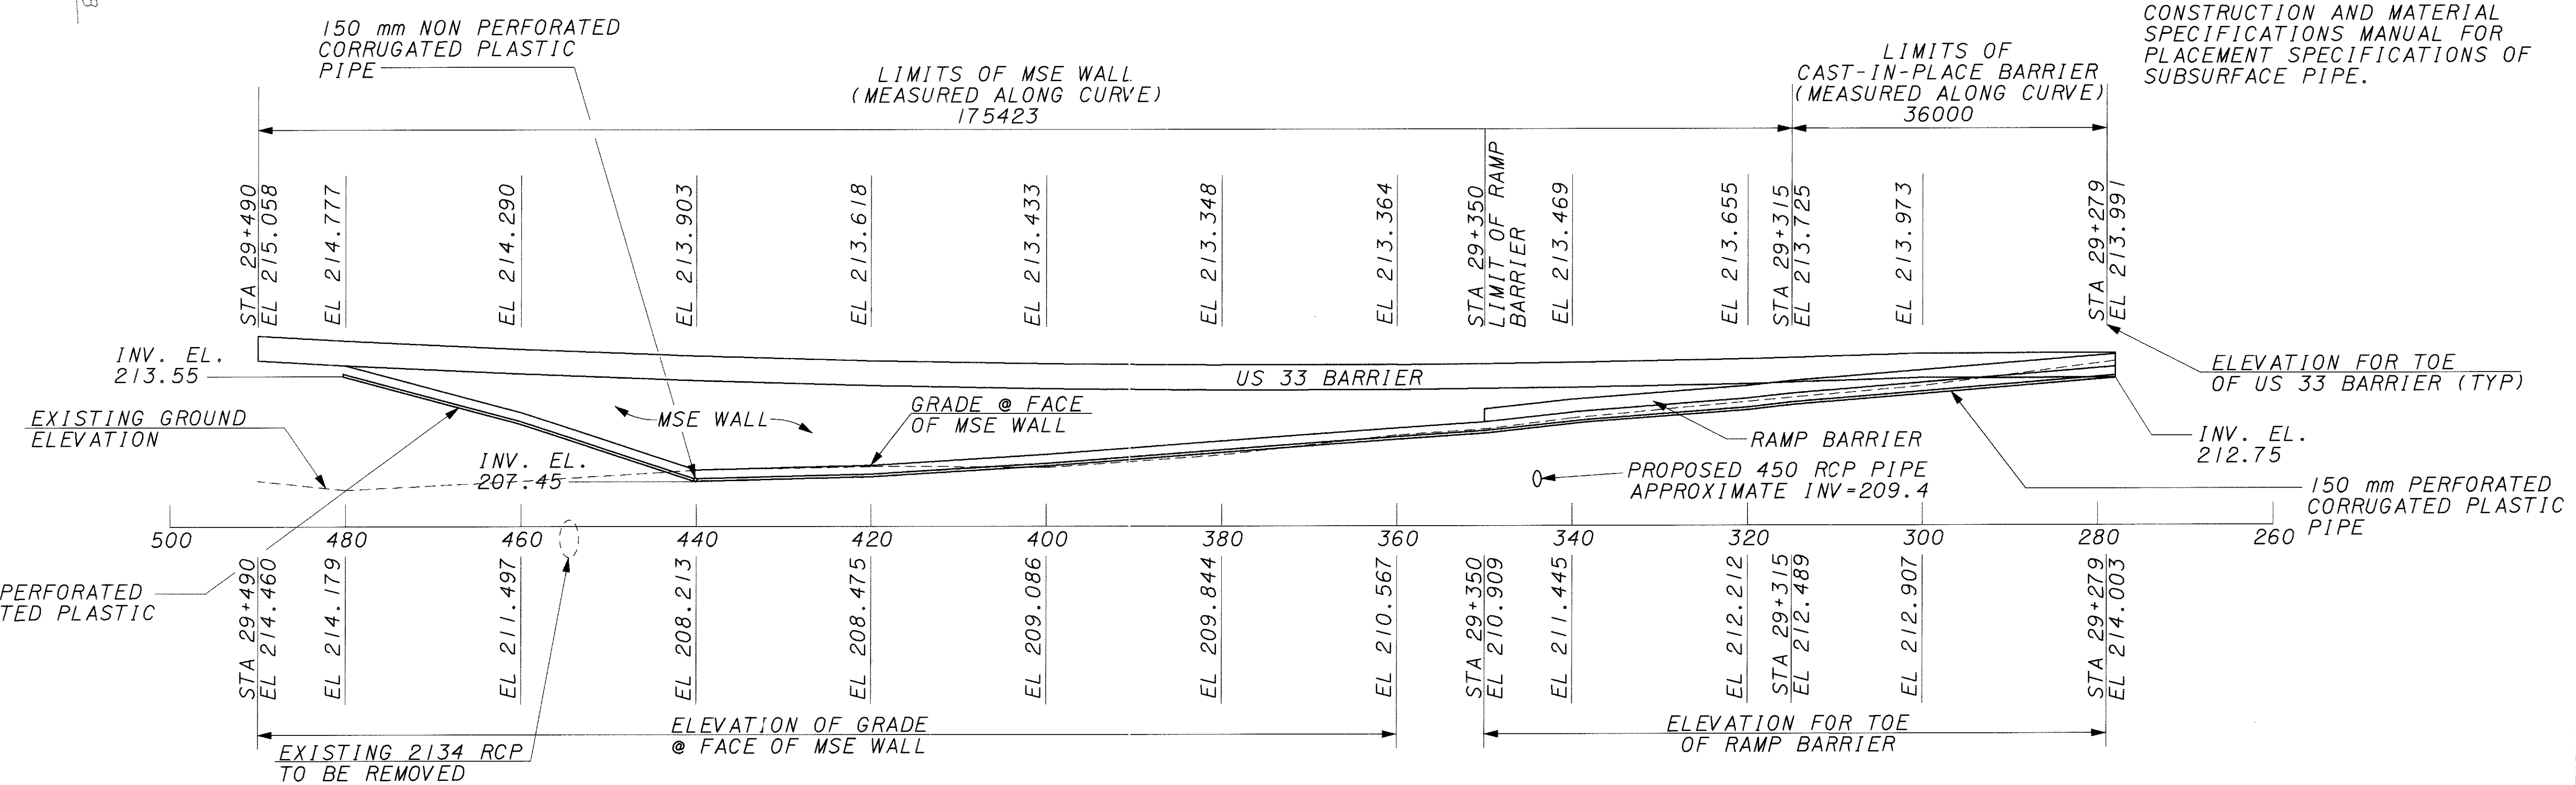 150 mm NON PERFORATED
CORRUGATED PLASTIC
PIPE
LIMITS OF MSE WALL
(MEASURED ALONG CURVE)
175423
LIMITS OF
CAST-IN-PLACE BARRIER
(MEASURED ALONG CURVE)
36000
CONSTRUCTION AND MATERIAL
SPECIFICATIONS MANUAL FOR
PLACEMENT SPECIFICATIONS OF
SUBSURFACE PIPE.
STA 29+490
EL 215.058
EL 214.777
EL 214.290
EL 213.903
EL 213.618
EL 213.433
EL 213.348
EL 213.364
STA 29+350
LIMIT OF RAMP
BARRIER
EL 213.469
EL 213.655
STA 29+315
EL 213.725
EL 213.973
STA 29+279
EL 213.991
INV. EL.
213.55
US 33 BARRIER
ELEVATION FOR TOE
OF US 33 BARRIER (TYP)
EXISTING GROUND
ELEVATION
MSE WALL
GRADE @ FACE
OF MSE WALL
RAMP BARRIER
INV. EL.
212.75
INV. EL.
207.45
PROPOSED 450 RCP PIPE
APPROXIMATE INV=209.4
150 mm PERFORATED
CORRUGATED PLASTIC
PIPE
500 480 460 440 420 400 380 360 340 320 300 280 260
PERFORATED
TED PLASTIC
STA 29+490
EL 214.460
EL 214.179
EL 211.497
EL 208.213
EL 208.475
EL 209.086
EL 209.844
EL 210.567
STA 29+350
EL 210.909
EL 211.445
EL 212.212
STA 29+315
EL 212.489
EL 212.907
STA 29+279
EL 214.003
ELEVATION OF GRADE
@ FACE OF MSE WALL
ELEVATION FOR TOE
OF RAMP BARRIER
EXISTING 2134 RCP
TO BE REMOVED